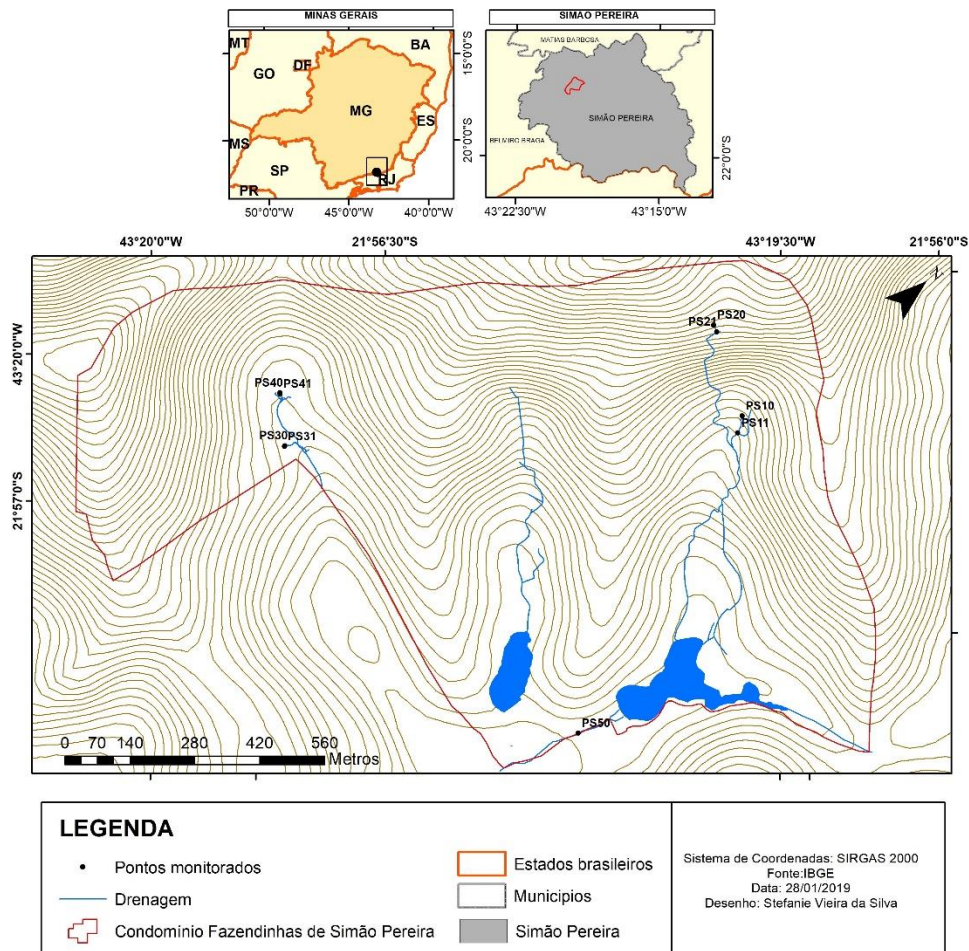 MINAS GERAIS
SIMAO PEREIRA
MT
BA
GO
DF
MG
ES
MS
SP
RJ
PR
15°0'0"S
20°0'0"S
50°0'0"W 45°0'0"W 40°0'0"W
MATIAS BARBOSA
SIMÃO PEREIRA
BELMIRO BRAGA
22°0'0"S
43°22'30"W 43°15'0"W
43°20'0"W 21°56'30"S 43°19'30"W 21°56'0"S
43°20'0"W
21°57'0"S
PS21 PS20
PS40 PS41
PS10
PS11
PS30 PS31
PS50
0 70 140 280 420 560
Metros
LEGENDA
Pontos monitorados
Drenagem
Condomínio Fazendinhas de Simão Pereira
Estados brasileiros
Municipios
Simão Pereira
Sistema de Coordenadas: SIRGAS 2000
Fonte:IBGE
Data: 28/01/2019
Desenho: Stefanie Vieira da Silva